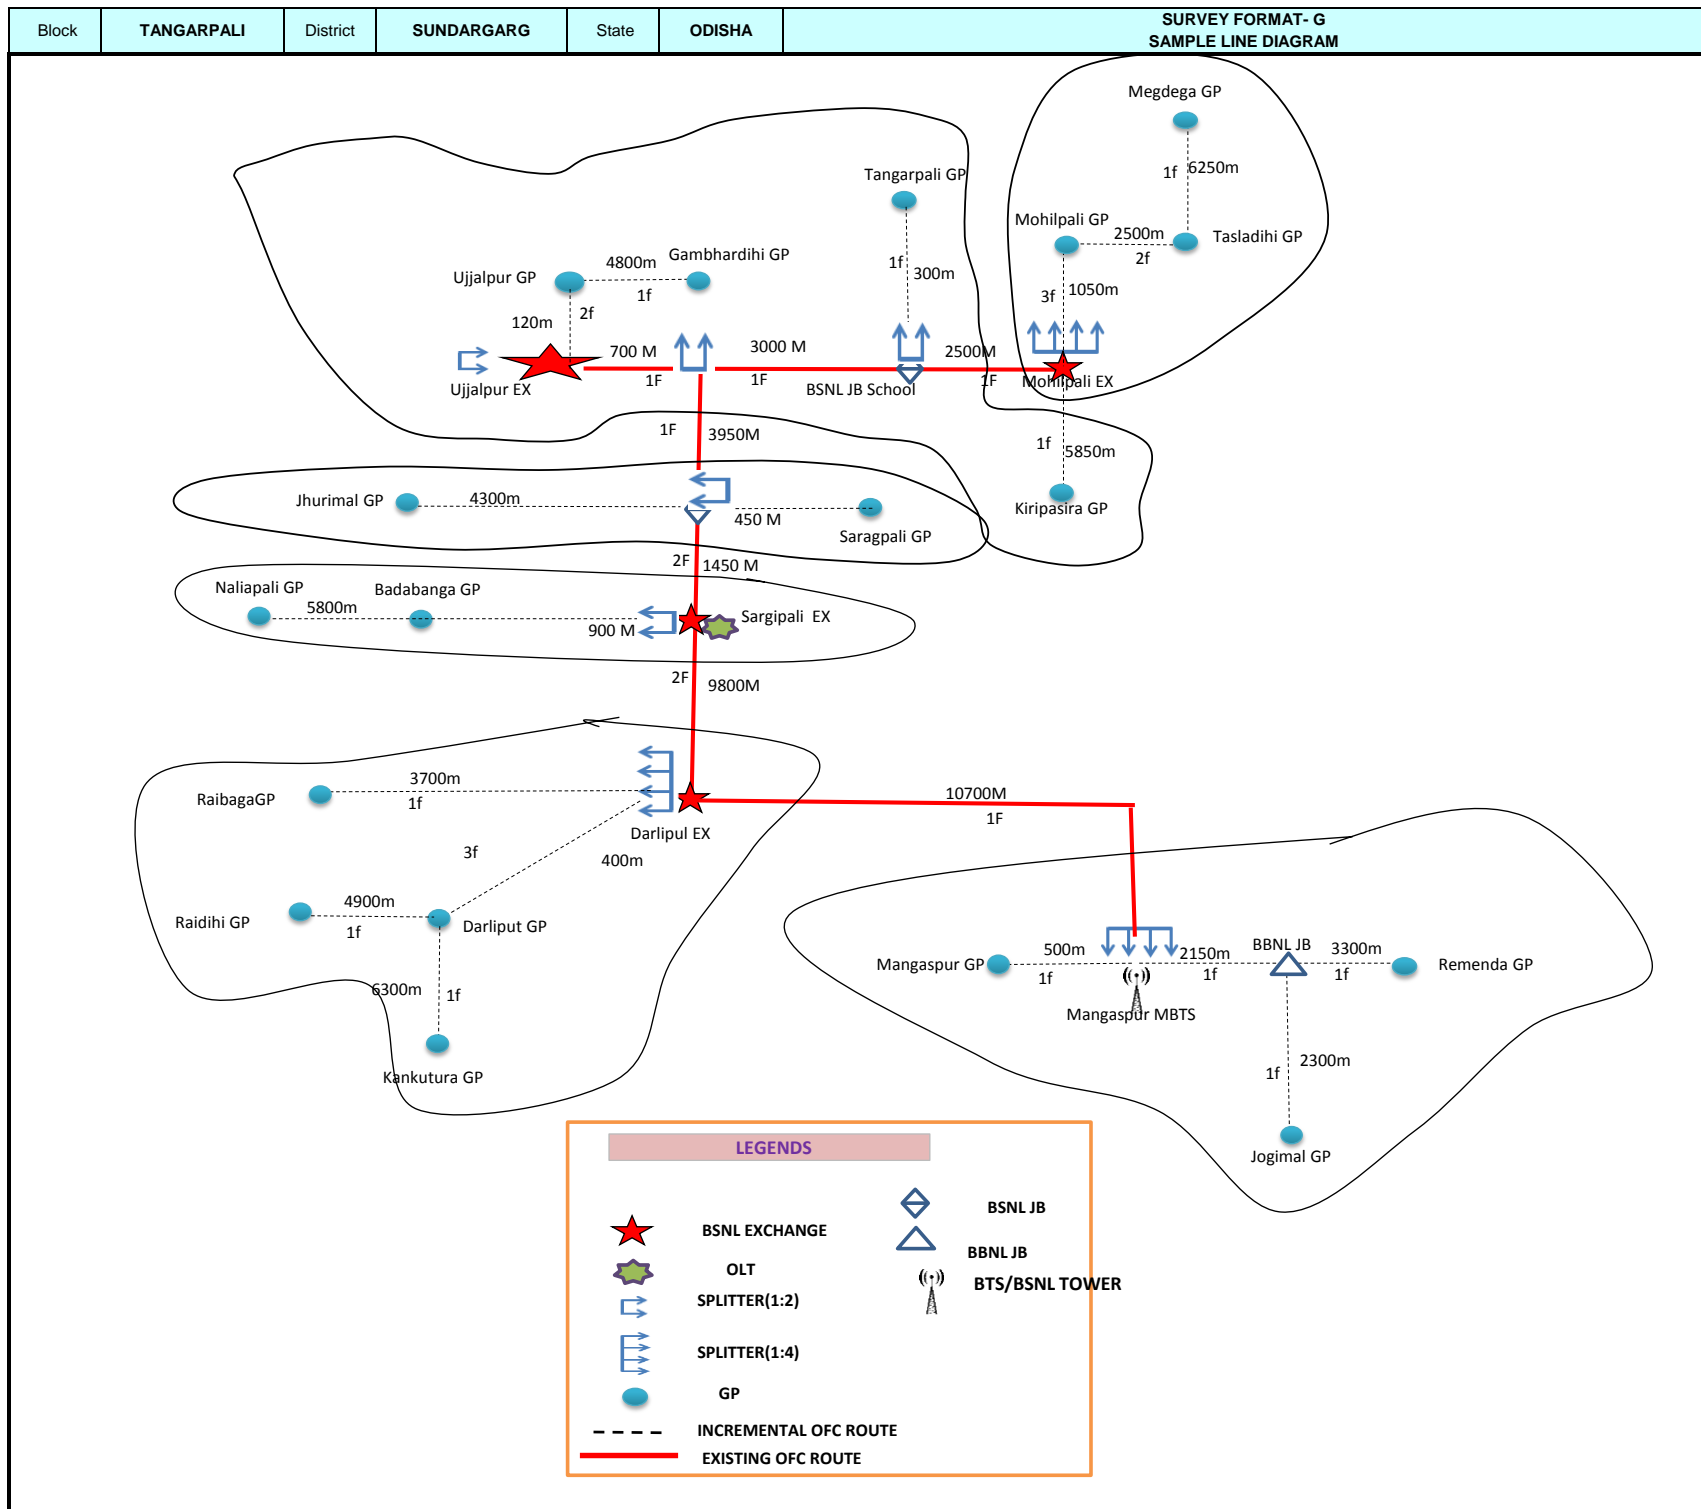 Block TANGARPALI District SUNDARGARG State ODISHA SURVEY FORMAT- G
SAMPLE LINE DIAGRAM
Megdega GP
1f 6250m
Tangarpali GP
Mohilpali GP
2500m
2f
Tasladihi GP
Ujjalpur GP
4800m
1f
Gambhardihi GP
1f
300m
3f 1050m
120m
2f
700 M
1F
3000 M
1F
2500M
1F
Ujjalpur EX
BSNL JB School
Mohilpali EX
1F
3950M
1f
5850m
Jhurimal GP
4300m
450 M
Saragpali GP
Kiripasira GP
2F 1450 M
Naliapali GP
5800m
Badabanga GP
900 M
Sargipali EX
2F
9800M
RaibagaGP
3700m
1f
Darlipul EX
10700M
1F
3f
400m
Raidihi GP
4900m
1f
Darliput GP
Mangaspur GP
500m
1f
2150m
1f
BBNL JB
3300m
1f
Remenda GP
6300m
1f
Mangaspur MBTS
Kankutura GP
1f
2300m
Jogimal GP
LEGENDS
BSNL EXCHANGE
OLT
SPLITTER(1:2)
SPLITTER(1:4)
GP
INCREMENTAL OFC ROUTE
EXISTING OFC ROUTE
BSNL JB
BBNL JB
BTS/BSNL TOWER